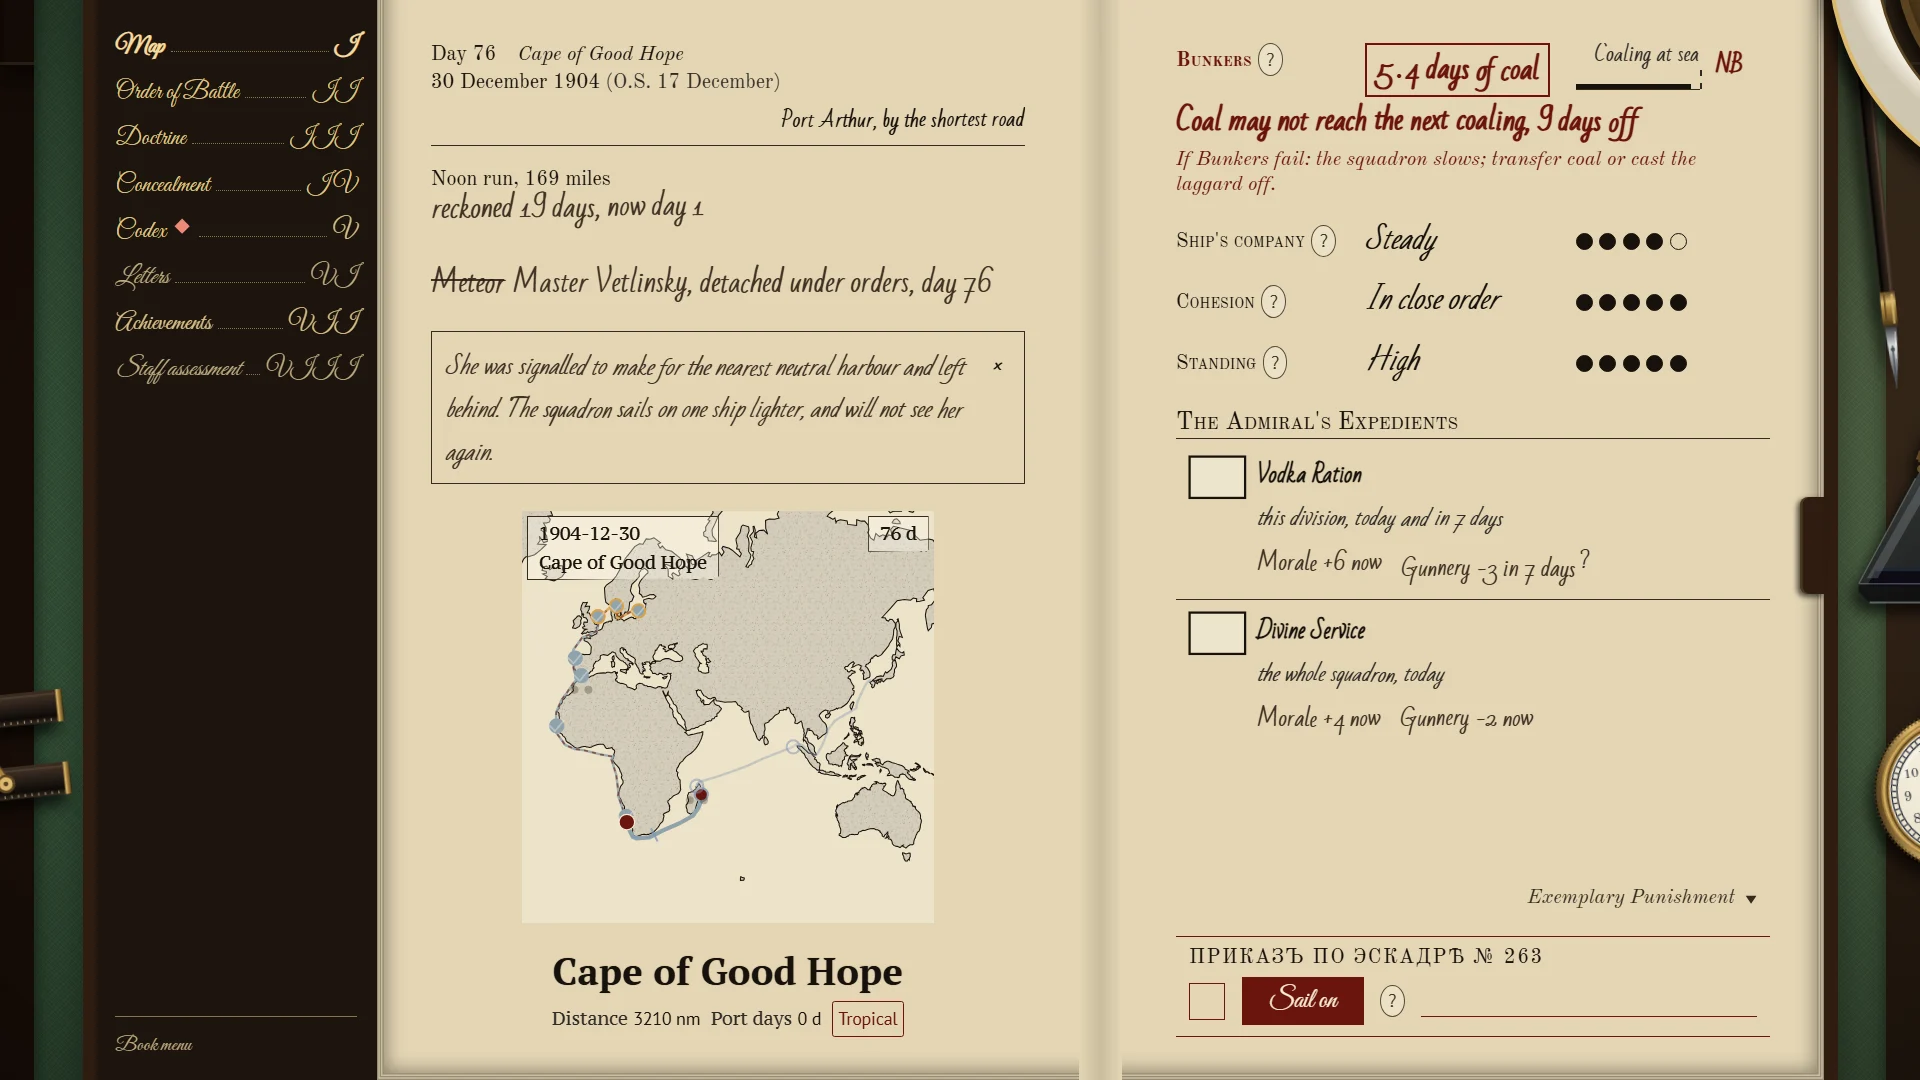 Map I
Order of Battle II
Doctrine III
Concealment IV
Codex V
Letters VI
Achievements VII
Staff assessment VIII
Book menu
Day 76 Cape of Good Hope
30 December 1904 (O.S. 17 December)
Port Arthur, by the shortest road
Noon run, 169 miles
reckoned 19 days, now day 1
Meteor Master Vetlinsky, detached under orders, day 76
She was signalled to make for the nearest neutral harbour and left ×
behind. The squadron sails on one ship lighter, and will not see her
again.
1904-12-30 76 d
Cape of Good Hope
Cape of Good Hope
Distance 3210 nm Port days 0 d Tropical
Bunkers ? 5.4 days of coal Coaling at sea NB
Coal may not reach the next coaling, 9 days off
If Bunkers fail: the squadron slows; transfer coal or cast the
laggard off.
Ship's company ? Steady
Cohesion ? In close order
Standing ? High
The Admiral's Expedients
Vodka Ration
this division, today and in 7 days
Morale +6 now Gunnery -3 in 7 days ?
Divine Service
the whole squadron, today
Morale +4 now Gunnery -2 now
Exemplary Punishment ▼
ПРИКАЗЪ ПО ЭСКАДРѢ № 263
Sail on ?
10
9
8